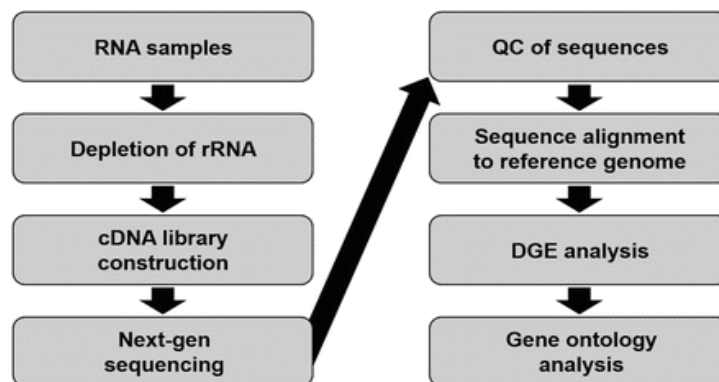 RNA samples
Depletion of rRNA
cDNA library
construction
Next-gen
sequencing
QC of sequences
Sequence alignment
to reference genome
DGE analysis
Gene ontology
analysis